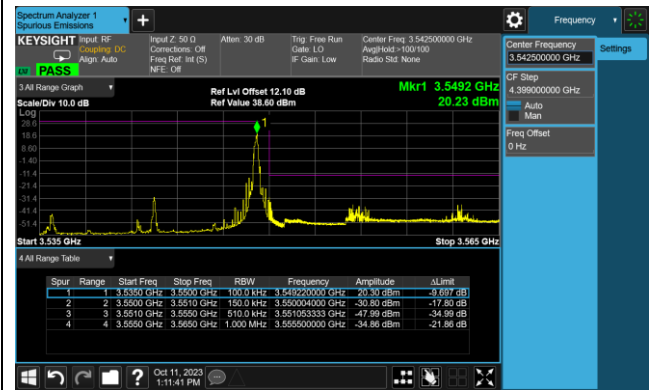 Spectrum Analyzer 1
Spurious Emissions
Frequency
KEYSIGHT Input: RF
Coupling: DC
Align: Auto
Input Z: 50 Ω
Corrections: Off
Freq Ref: Int (S)
NFE: Off
Atten: 30 dB
Trig: Free Run
Gate: LO
IF Gain: Low
Center Freq: 3.542500000 GHz
Avg|Hold:>100/100
Radio Std: None
PASS
Center Frequency
3.542500000 GHz
Settings
CF Step
4.399000000 GHz
Auto
Man
Freq Offset
0 Hz
3 All Range Graph
Scale/Div 10.0 dB
Ref Lvl Offset 12.10 dB
Ref Value 38.60 dBm
Mkr1 3.5492 GHz
20.23 dBm
Log
28.6
18.6
8.60
-1.40
-11.4
-21.4
-31.4
-41.4
-51.4
1
Start 3.535 GHz
Stop 3.565 GHz
4 All Range Table
Spur Range Start Freq Stop Freq RBW Frequency Amplitude ΔLimit
1 1 3.5350 GHz 3.5500 GHz 100.0 kHz 3.549220000 GHz 20.30 dBm -9.697 dB
2 2 3.5500 GHz 3.5510 GHz 150.0 kHz 3.550004000 GHz -30.80 dBm -17.80 dB
3 3 3.5510 GHz 3.5550 GHz 510.0 kHz 3.551053333 GHz -47.99 dBm -34.99 dB
4 4 3.5550 GHz 3.5650 GHz 1.000 MHz 3.555500000 GHz -34.86 dBm -21.86 dB
Oct 11, 2023
1:11:41 PM